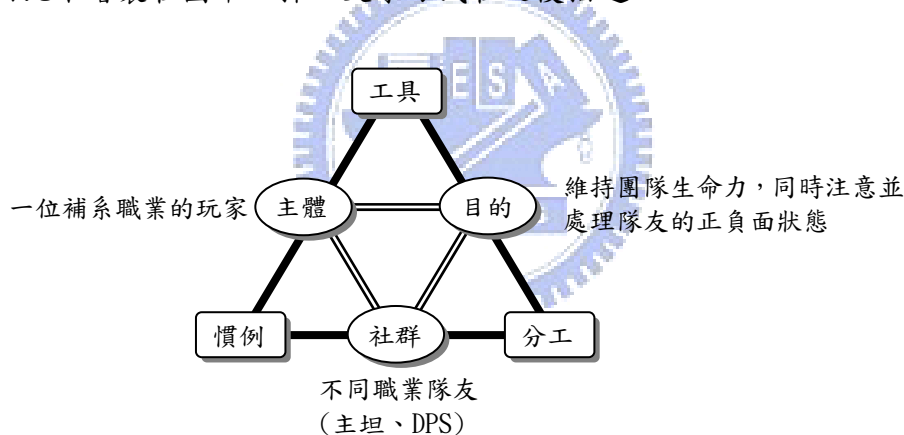 工具
ES A
一位補系職業的玩家
主體
目的
維持團隊生命力，同時注意並
處理隊友的正負面狀態
慣例
社群
分工
不同職業隊友
(主坦、DPS)